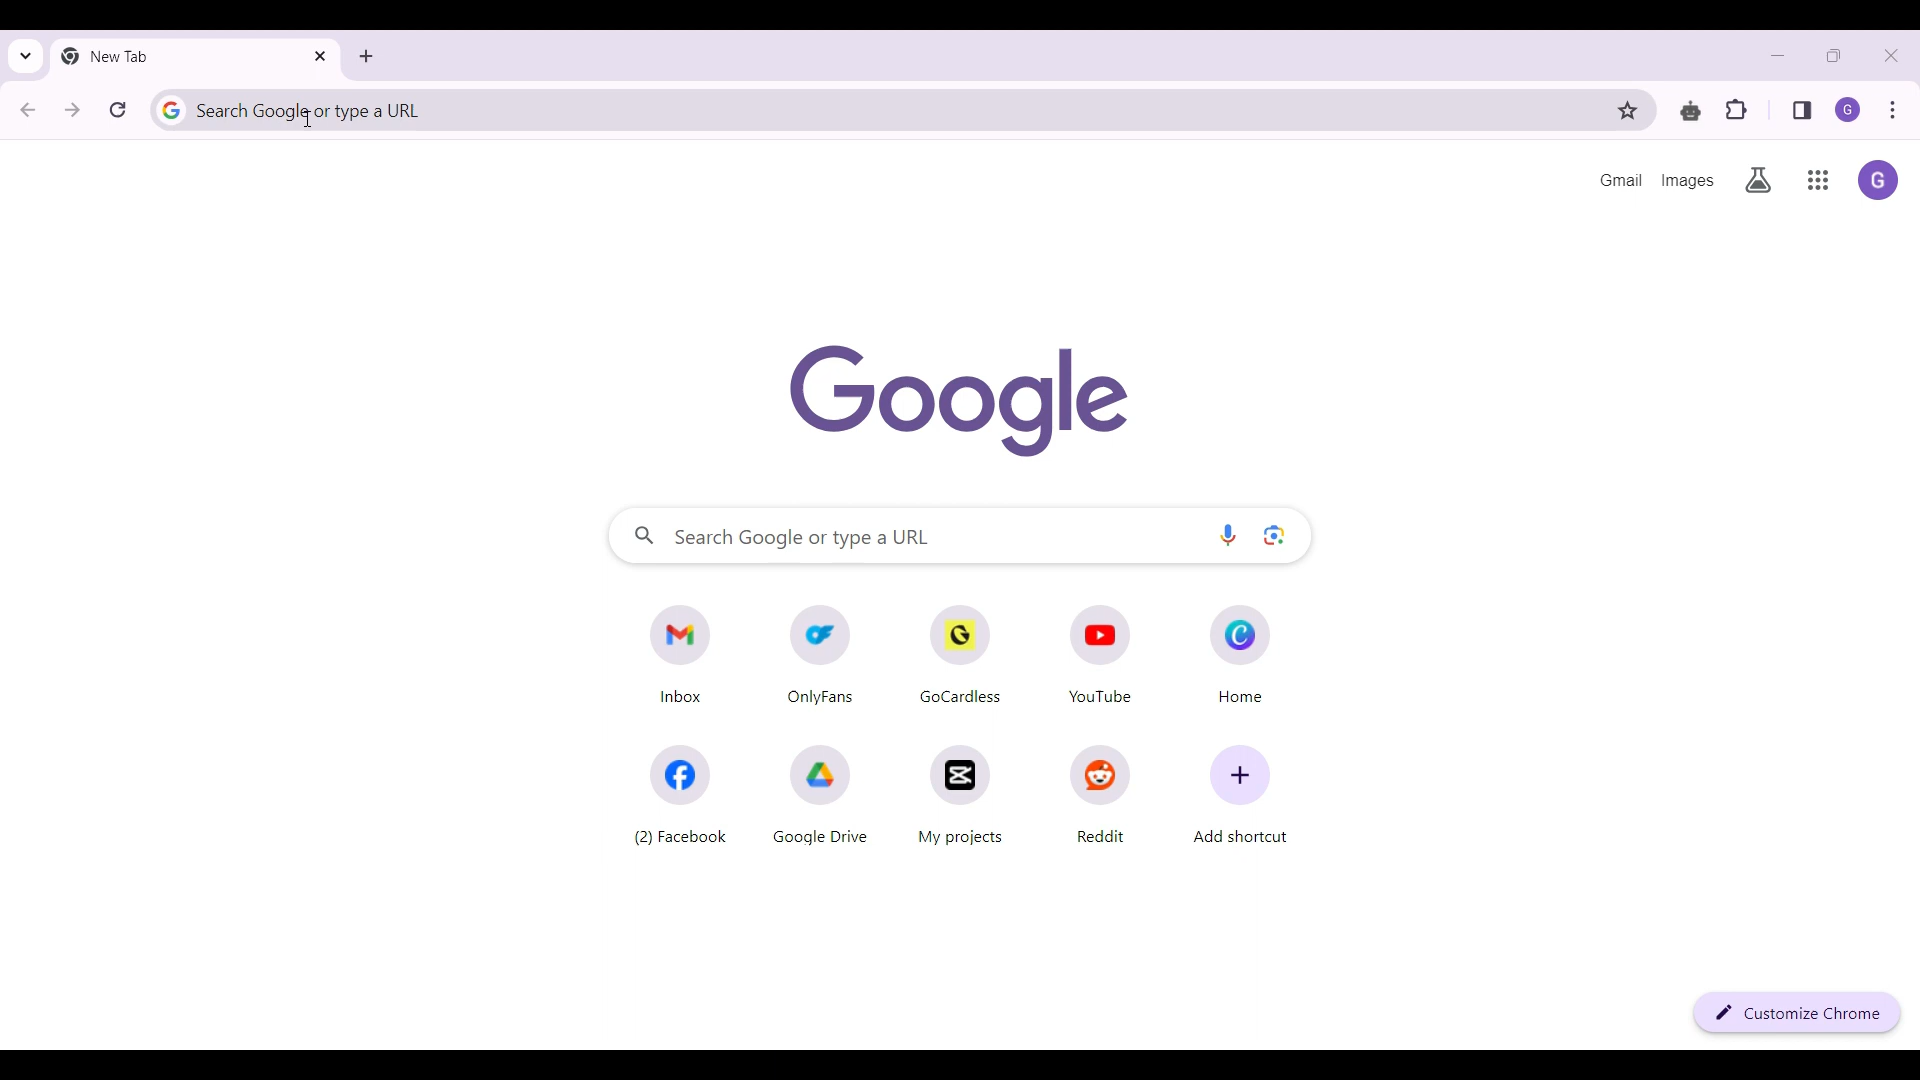 New Tab
Search Google or type a URL
G
Gmail Images G
Google
Search Google or type a URL
Inbox OnlyFans GoCardless YouTube Home
(2) Facebook Google Drive My projects Reddit Add shortcut
Customize Chrome